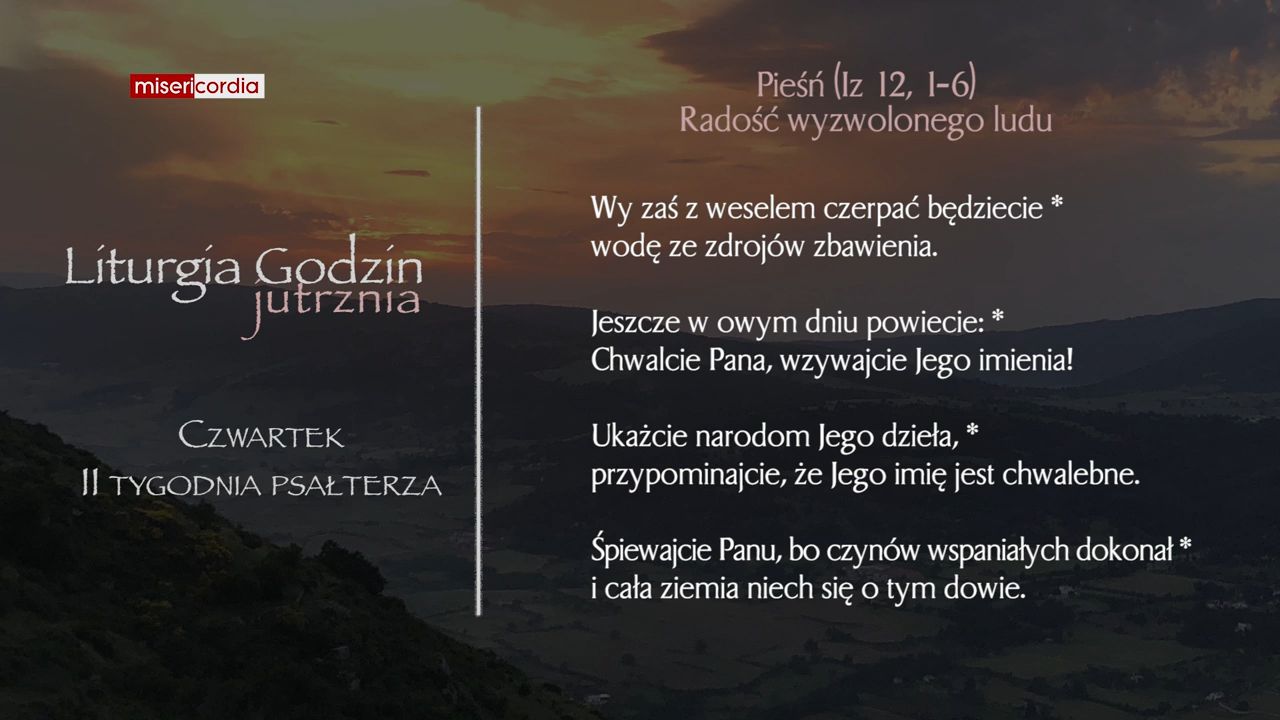 misericordia
Liturgia Godzin
jutrznia
Czwartek
II tygodnia psałterza
Pieśń (Iz 12, 1-6)
Radość wyzwolonego ludu
Wy zaś z weselem czerpać będziecie *
wodę ze zdrojów zbawienia.
Jeszcze w owym dniu powiecie: *
Chwalcie Pana, wzywajcie Jego imienia!
Ukażcie narodom Jego dzieła, *
przypominajcie, że Jego imię jest chwalebne.
Śpiewajcie Panu, bo czynów wspaniałych dokonał *
i cała ziemia niech się o tym dowie.